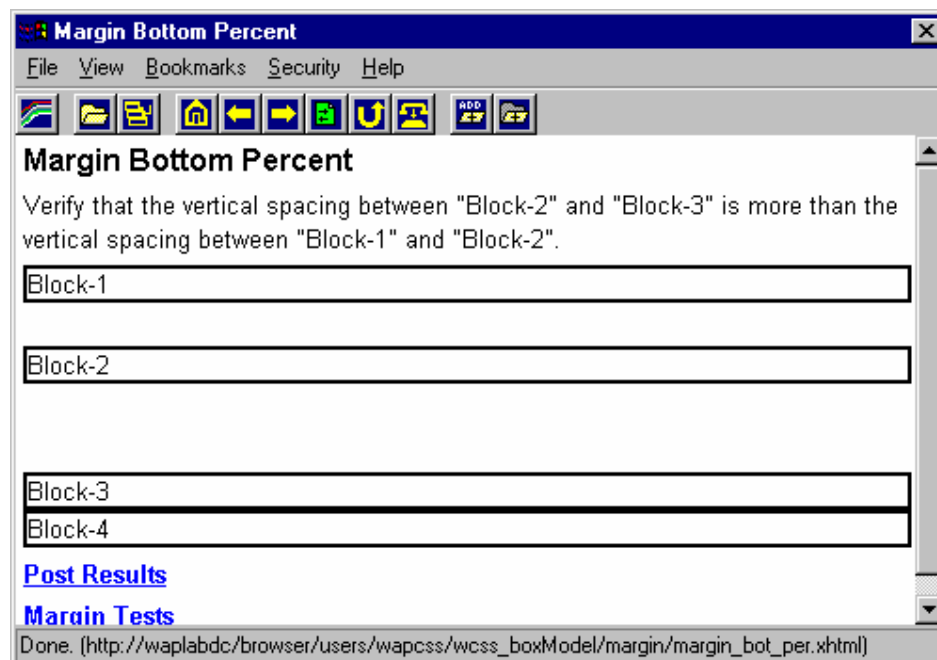 Margin Bottom Percent
File View Bookmarks Security Help
ADD
Margin Bottom Percent
Verify that the vertical spacing between "Block-2" and "Block-3" is more than the
vertical spacing between "Block-1" and "Block-2".
Block-1
Block-2
Block-3
Block-4
Post Results
Margin Tests
Done. (http://waplabdc/browser/users/wapcss/wcss_boxModel/margin/margin_bot_per.xhtml)